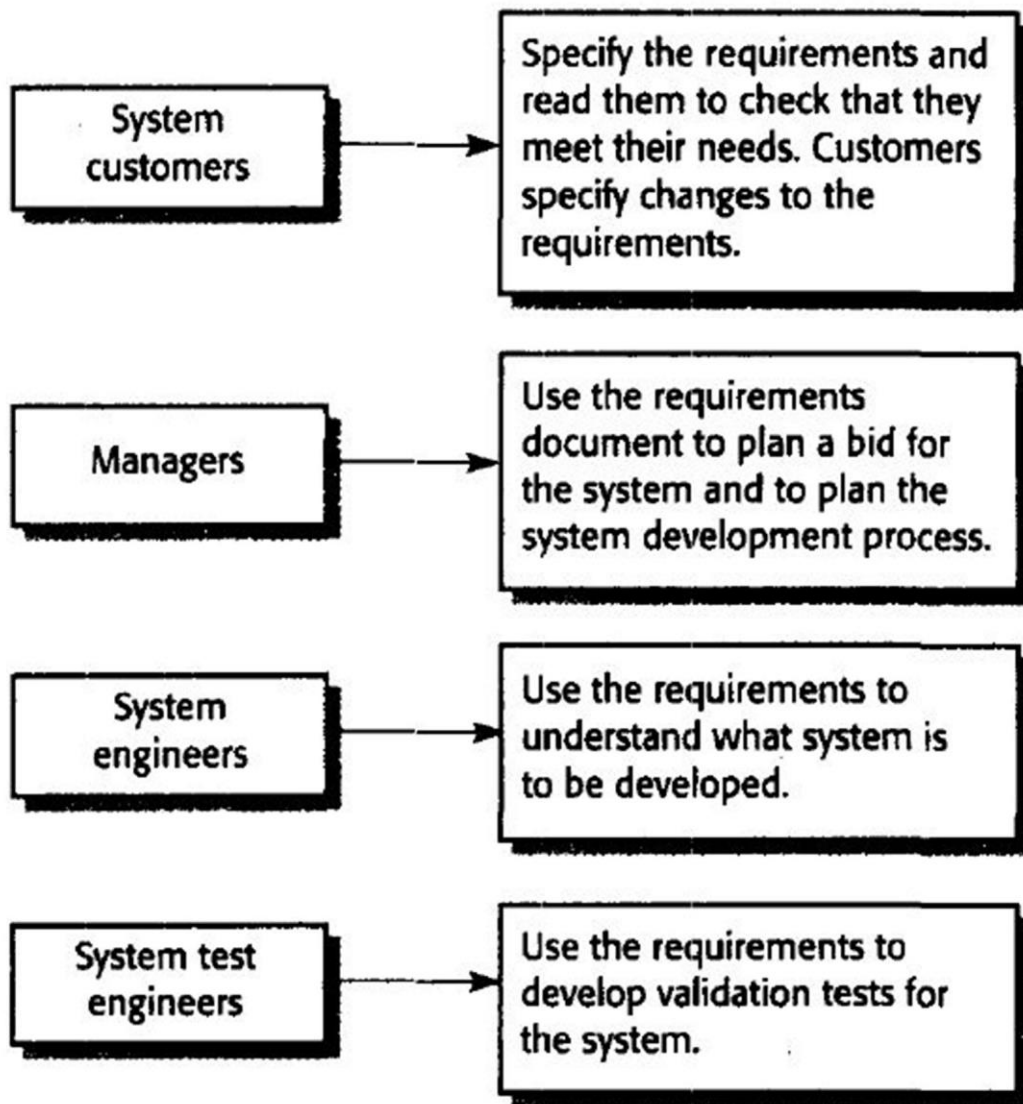 System
customers
Specify the requirements and
read them to check that they
meet their needs. Customers
specify changes to the
requirements.
Managers
Use the requirements
document to plan a bid for
the system and to plan the
system development process.
System
engineers
Use the requirements to
understand what system is
to be developed.
System test
engineers
Use the requirements to
develop validation tests for
the system.